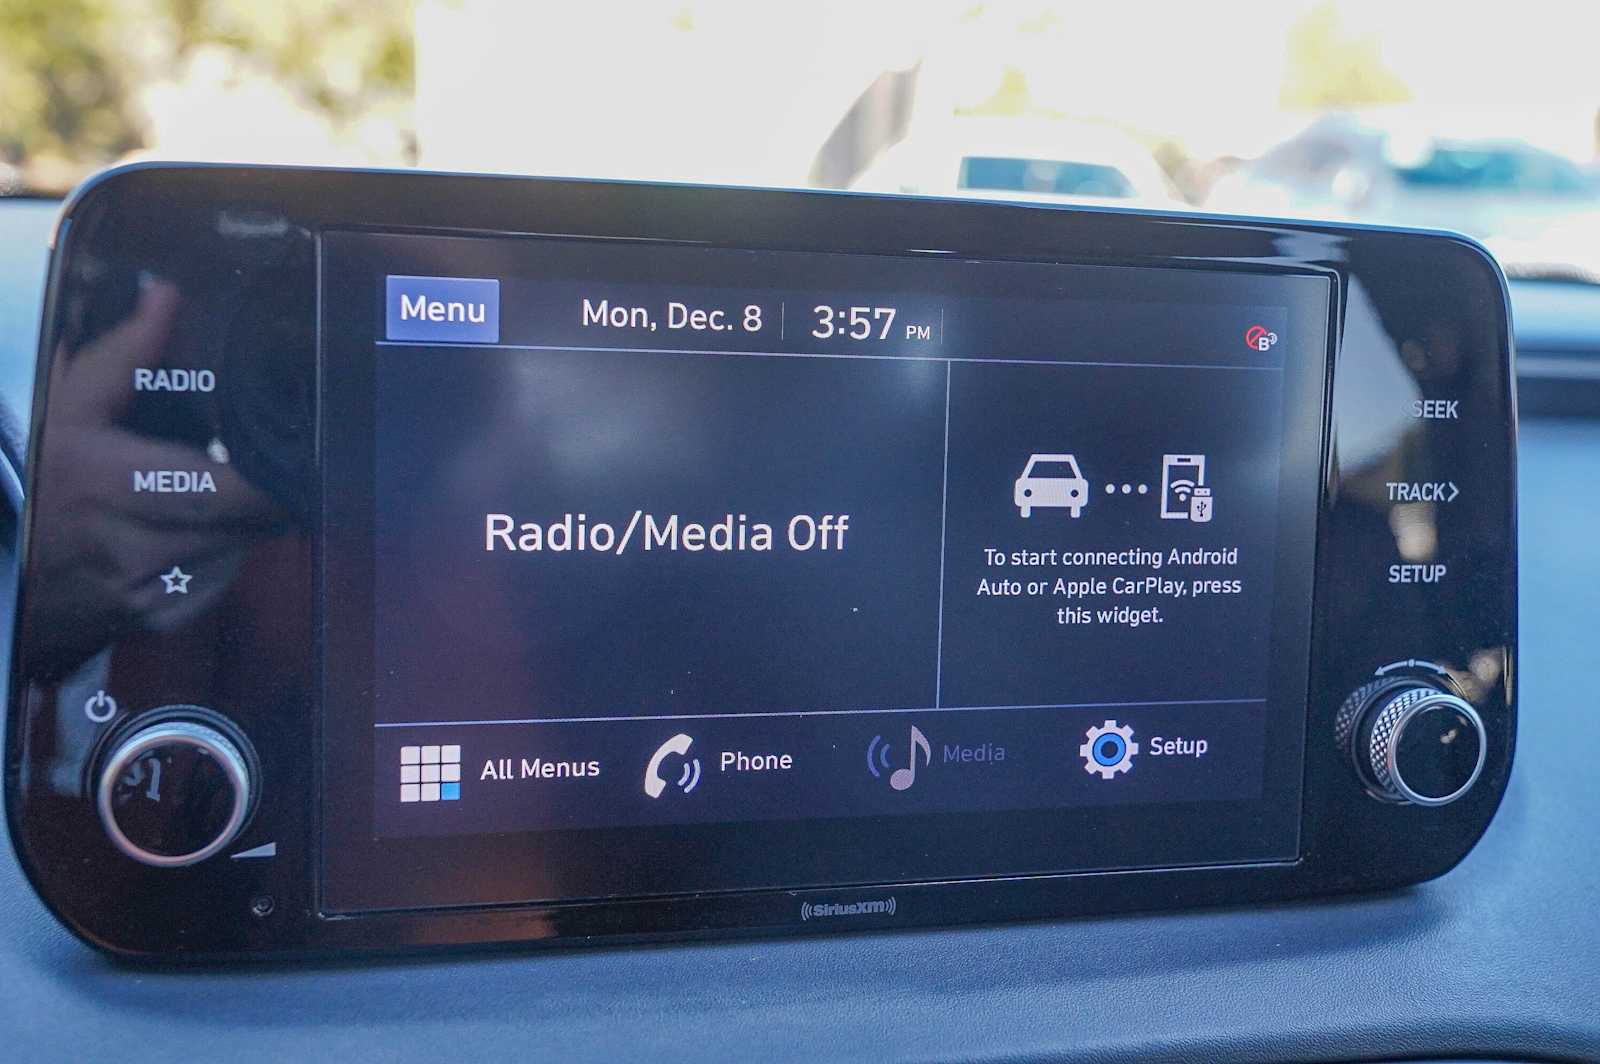 Menu
Mon, Dec. 8
3:57 PM
B
RADIO
MEDIA
Radio/Media Off
To start connecting Android
Auto or Apple CarPlay, press
this widget.
SEEK
TRACK>
SETUP
All Menus
Phone
Media
Setup
SiriusXM